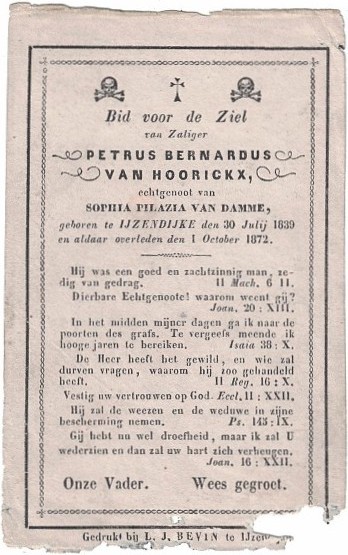 Bid voor de Ziel
van Zaliger
PETRUS BERNARDUS
VAN HOORICKX,
echtgenoot van
SOPHIA PILAZIA VAN DAMME,
geboren te IJZENDIJKE den 30 Julij 1839
en aldaar overleden den 1 October 1872.
Hij was een goed en zachtzinnig man, ze-
dig van gedrag. II Mach. 6 11.
Dierbare Echtgenoote! waarom weent gij?
Joan. 20 : XIII.
In het midden mijner dagen ga ik naar de
poorten des grafs. Te vergeefs meende ik
hooge jaren te bereiken. Isaia 38 : X.
De Heer heeft het gewild, en wie zal
durven vragen, waarom hij zoo gehandeld
heeft. II Reg. 16 : X.
Vestig uw vertrouwen op God. Eccl. 11 : XXII.
Hij zal de weezen en de weduwe in zijne
bescherming nemen. Ps. 145 : IX.
Gij hebt nu wel droefheid, maar ik zal U
wederzien en dan zal uw hart zich verheugen.
Joan. 16 : XXII.
Onze Vader. Wees gegroet.
Gedrukt bij L. J. BEVIN te